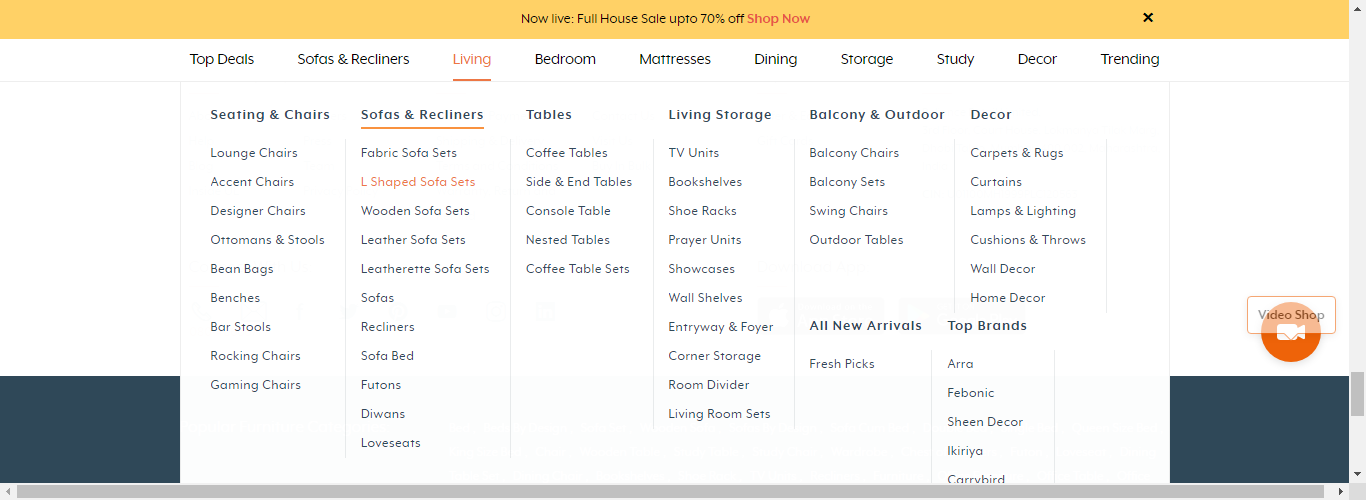 Now live: Full House Sale upto 70% off Shop Now
Top Deals
Sofas & Recliners
Living
Bedroom
Mattresses
Dining
Storage
Study
Decor
Trending
Seating & Chairs
Lounge Chairs
Accent Chairs
Designer Chairs
Ottomans & Stools
Bean Bags
Benches
Bar Stools
Rocking Chairs
Gaming Chairs
Sofas & Recliners
Fabric Sofa Sets
L Shaped Sofa Sets
Wooden Sofa Sets
Leather Sofa Sets
Leatherette Sofa Sets
Sofas
Recliners
Sofa Bed
Futons
Diwans
Loveseats
Tables
Coffee Tables
Side & End Tables
Console Table
Nested Tables
Coffee Table Sets
Living Storage
TV Units
Bookshelves
Shoe Racks
Prayer Units
Showcases
Wall Shelves
Entryway & Foyer
Corner Storage
Room Divider
Living Room Sets
Balcony & Outdoor
Balcony Chairs
Balcony Sets
Swing Chairs
Outdoor Tables
Decor
Carpets & Rugs
Curtains
Lamps & Lighting
Cushions & Throws
Wall Decor
Home Decor
All New Arrivals
Fresh Picks
Top Brands
Arra
Febonic
Sheen Decor
Ikiriya
Carrybird
Video Shop